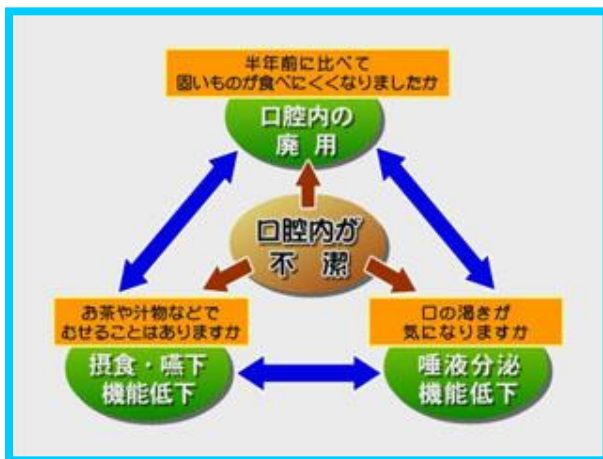 半年前に比べて
固いものが食べにくくなりましたか
口腔内の
廃用
口腔内が
不潔
お茶や汁物などで
むせることはありますか
摂食・嚥下
機能低下
口の渇きが
気になりますか
唾液分泌
機能低下